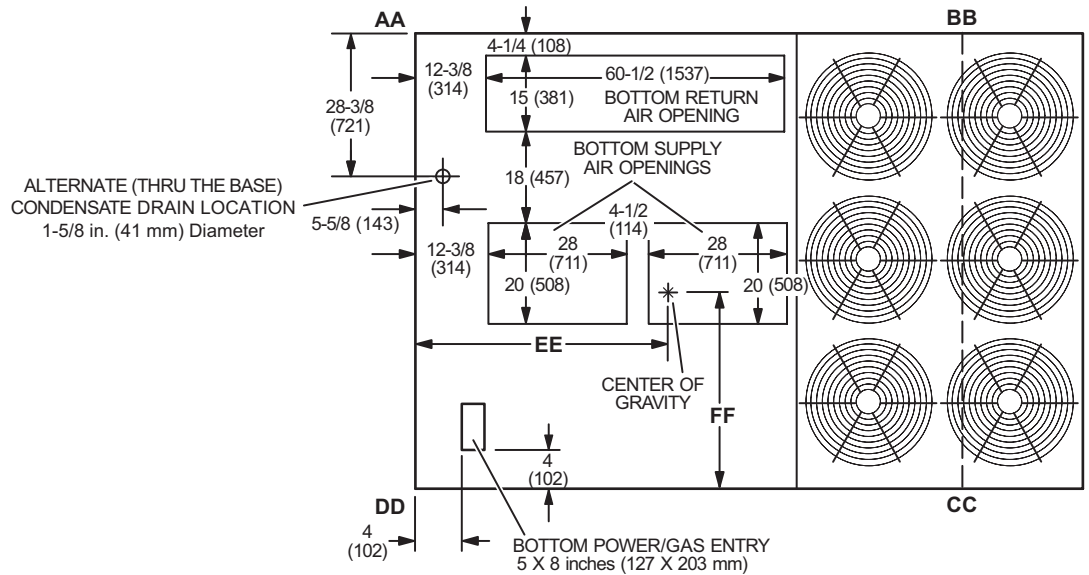 AA
BB
4-1/4 (108)
12-3/8
(314)
60-1/2 (1537)
15 (381)
BOTTOM RETURN
AIR OPENING
28-3/8
(721)
BOTTOM SUPPLY
AIR OPENINGS
18 (457)
ALTERNATE (THRU THE BASE)
CONDENSATE DRAIN LOCATION
1-5/8 in. (41 mm) Diameter
5-5/8 (143)
4-1/2
(114)
12-3/8
(314)
28
(711)
28
(711)
20 (508)
20 (508)
EE
CENTER OF
GRAVITY
FF
4
(102)
DD
CC
4
(102)
BOTTOM POWER/GAS ENTRY
5 X 8 inches (127 X 203 mm)